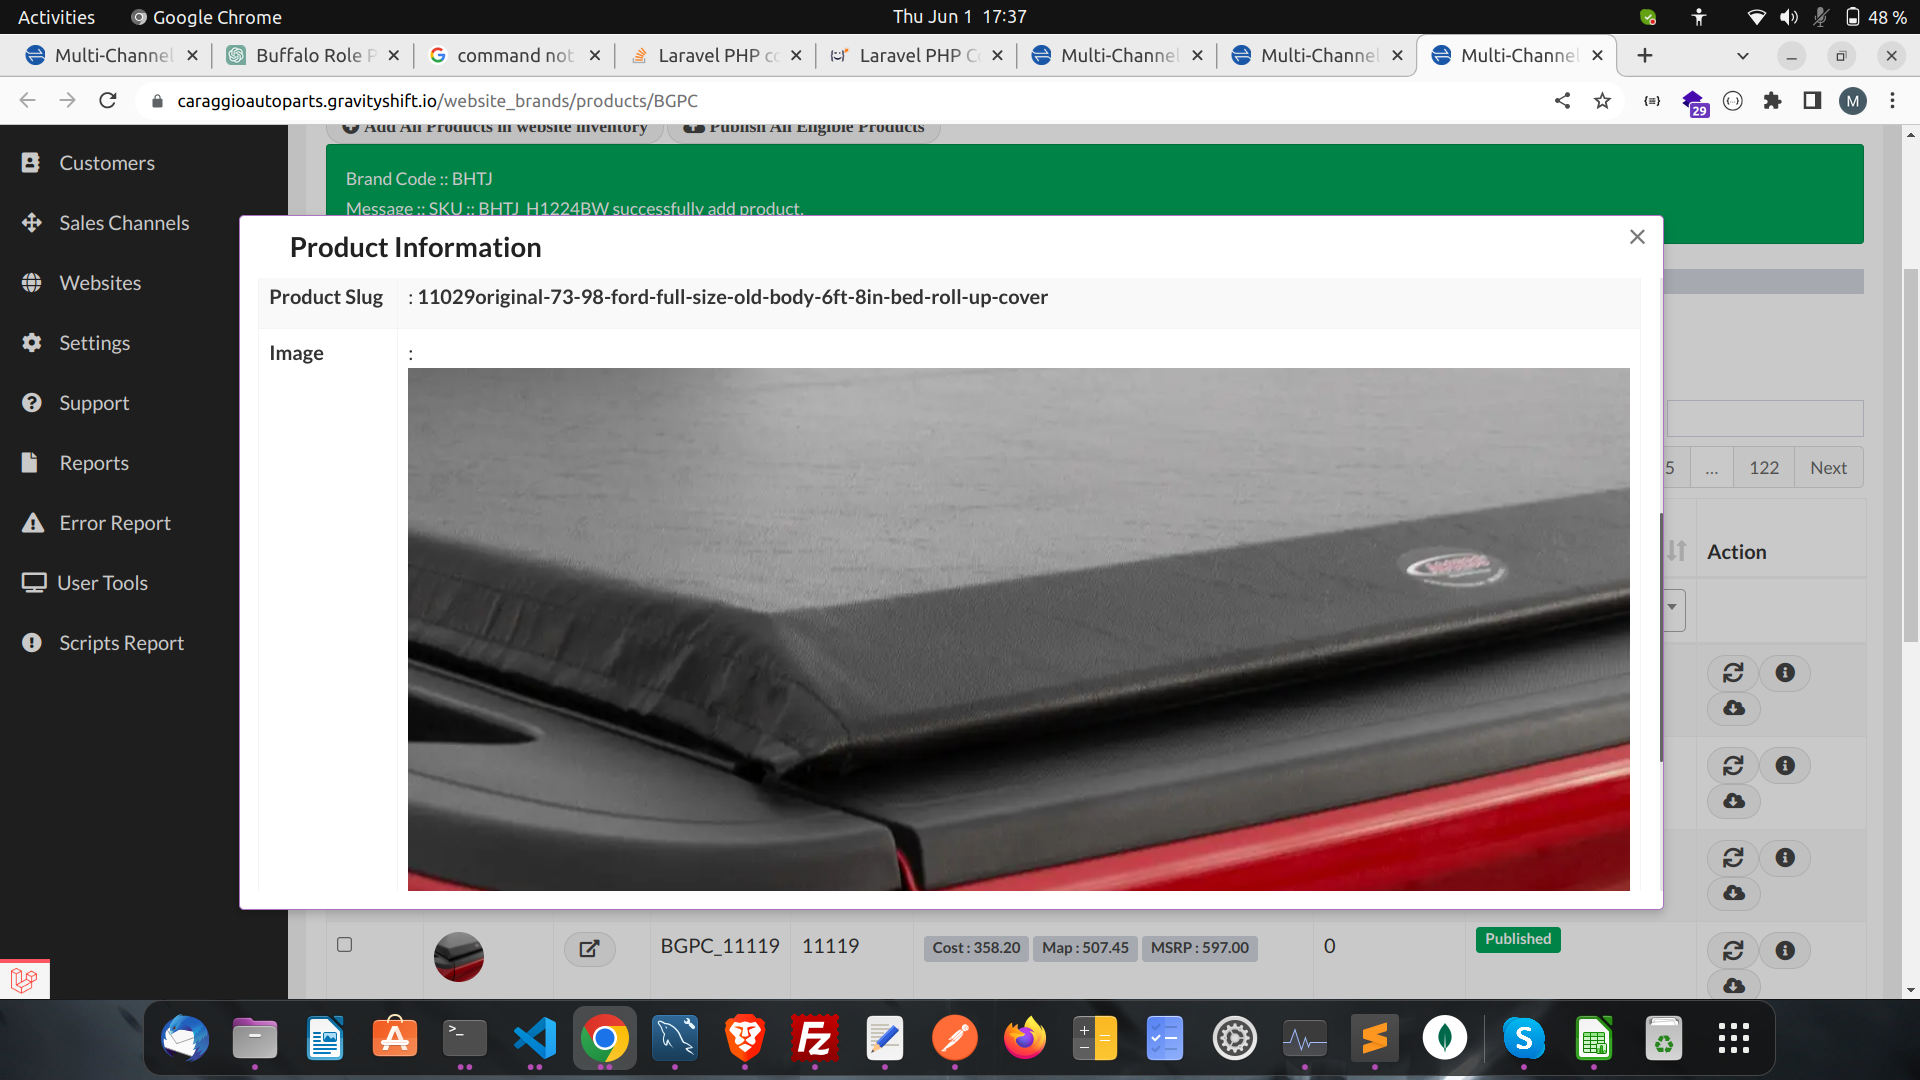 Activities
Google Chrome
Thu Jun 1 17:37
48 %
Multi-Channel
Buffalo Role P
command not
Laravel PHP co
Laravel PHP Co
Multi-Channel
Multi-Channel
Multi-Channel
caraggioautoparts.gravityshift.io/website_brands/products/BGPC
29
M
Add All Products in website inventory
Publish All Eligible Products
Customers
Sales Channels
Websites
Settings
Support
Reports
Error Report
User Tools
Scripts Report
Brand Code :: BHTJ
Message :: SKU :: BHTJ_H1224BW successfully add product.
Product Information
Product Slug : 11029original-73-98-ford-full-size-old-body-6ft-8in-bed-roll-up-cover
Image :
5 ... 122 Next
Action
BGPC_11119 11119 Cost : 358.20 Map : 507.45 MSRP : 597.00 0 Published